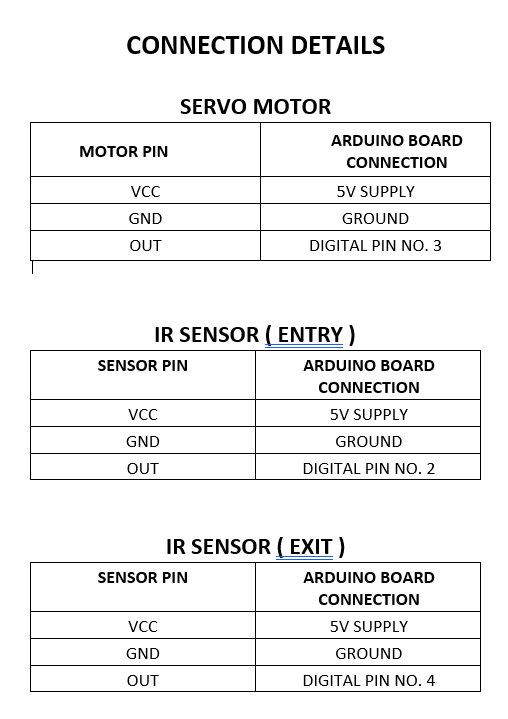 CONNECTION DETAILS
SERVO MOTOR
MOTOR PIN
ARDUINO BOARD
CONNECTION
VCC 5V SUPPLY
GND GROUND
OUT DIGITAL PIN NO. 3
IR SENSOR ( ENTRY )
SENSOR PIN ARDUINO BOARD
CONNECTION
VCC 5V SUPPLY
GND GROUND
OUT DIGITAL PIN NO. 2
IR SENSOR ( EXIT )
SENSOR PIN ARDUINO BOARD
CONNECTION
VCC 5V SUPPLY
GND GROUND
OUT DIGITAL PIN NO. 4